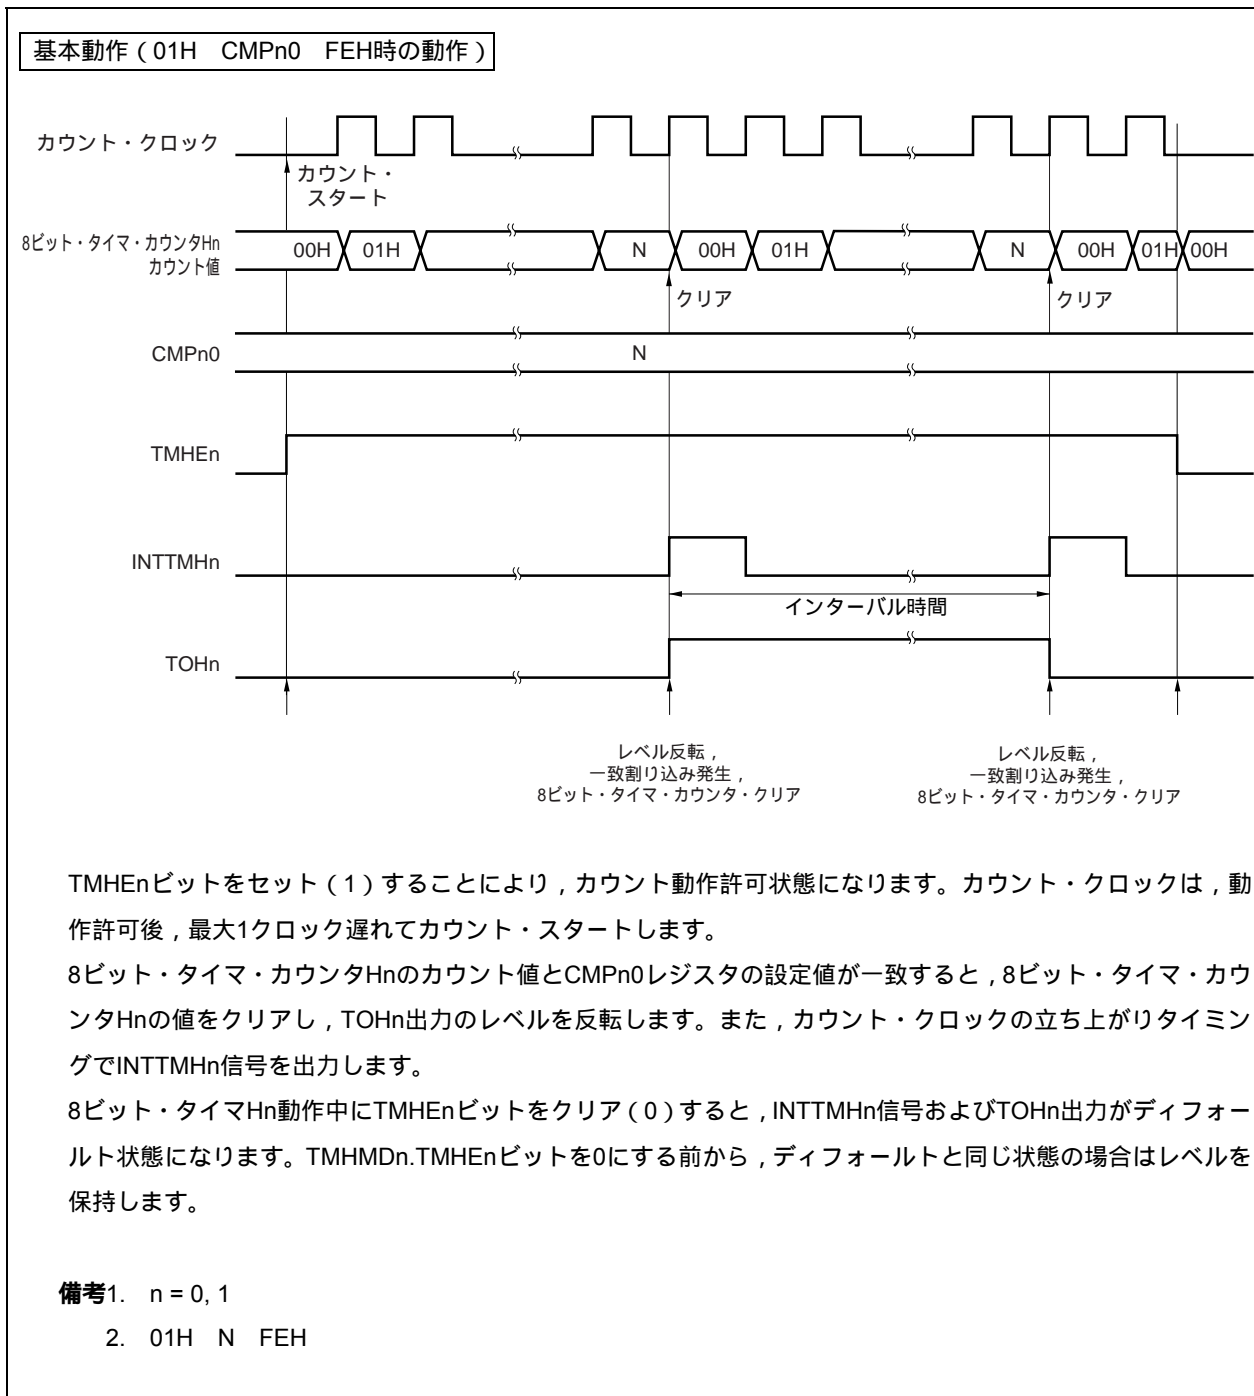 基本動作（01H　CMPn0　FEH時の動作）
カウント・クロック
カウント・
スタート
8ビット・タイマ・カウンタHn
カウント値
00H 01H N 00H 01H N 00H 01H 00H
クリア クリア
CMPn0 N
TMHEn
INTTMHn
インターバル時間
TOHn
レベル反転，
一致割り込み発生，
8ビット・タイマ・カウンタ・クリア
レベル反転，
一致割り込み発生，
8ビット・タイマ・カウンタ・クリア
TMHEnビットをセット（1）することにより，カウント動作許可状態になります。カウント・クロックは，動
作許可後，最大1クロック遅れてカウント・スタートします。
8ビット・タイマ・カウンタHnのカウント値とCMPn0レジスタの設定値が一致すると，8ビット・タイマ・カウ
ンタHnの値をクリアし，TOHn出力のレベルを反転します。また，カウント・クロックの立ち上がりタイミン
グでINTTMHn信号を出力します。
8ビット・タイマHn動作中にTMHEnビットをクリア（0）すると，INTTMHn信号およびTOHn出力がディフォー
ルト状態になります。TMHMDn.TMHEnビットを0にする前から，ディフォールトと同じ状態の場合はレベルを
保持します。
備考1.　n = 0, 1
2.　01H　N　FEH